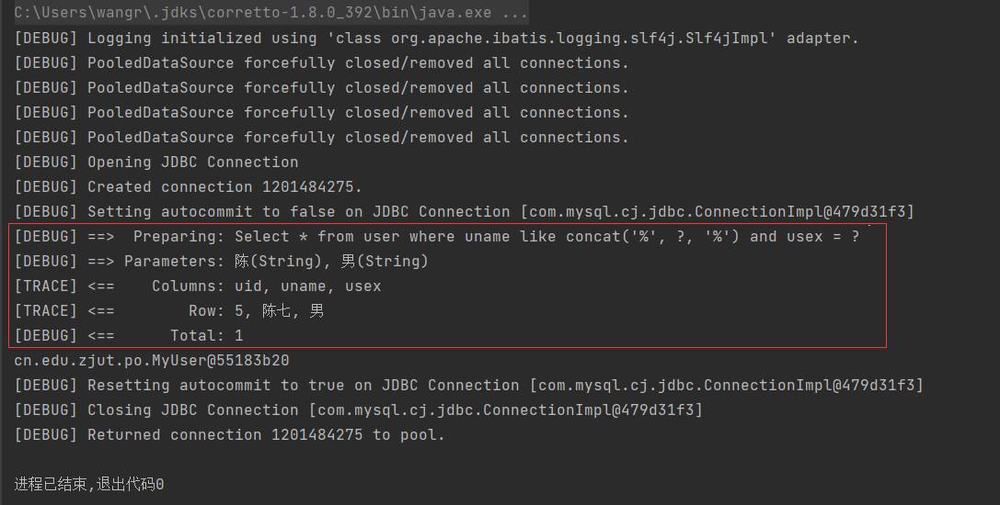 C:\Users\wangr\.jdks\corretto-1.8.0_392\bin\java.exe ...
[DEBUG] Logging initialized using 'class org.apache.ibatis.logging.slf4j.Slf4jImpl' adapter.
[DEBUG] PooledDataSource forcefully closed/removed all connections.
[DEBUG] PooledDataSource forcefully closed/removed all connections.
[DEBUG] PooledDataSource forcefully closed/removed all connections.
[DEBUG] PooledDataSource forcefully closed/removed all connections.
[DEBUG] Opening JDBC Connection
[DEBUG] Created connection 1201484275.
[DEBUG] Setting autocommit to false on JDBC Connection [com.mysql.cj.jdbc.ConnectionImpl@479d31f3]
[DEBUG] ==>  Preparing: Select * from user where uname like concat('%', ?, '%') and usex = ?
[DEBUG] ==> Parameters: 陈(String), 男(String)
[TRACE] <==    Columns: uid, uname, usex
[TRACE] <==        Row: 5, 陈七, 男
[DEBUG] <==      Total: 1
cn.edu.zjut.po.MyUser@55183b20
[DEBUG] Resetting autocommit to true on JDBC Connection [com.mysql.cj.jdbc.ConnectionImpl@479d31f3]
[DEBUG] Closing JDBC Connection [com.mysql.cj.jdbc.ConnectionImpl@479d31f3]
[DEBUG] Returned connection 1201484275 to pool.
进程已结束,退出代码0